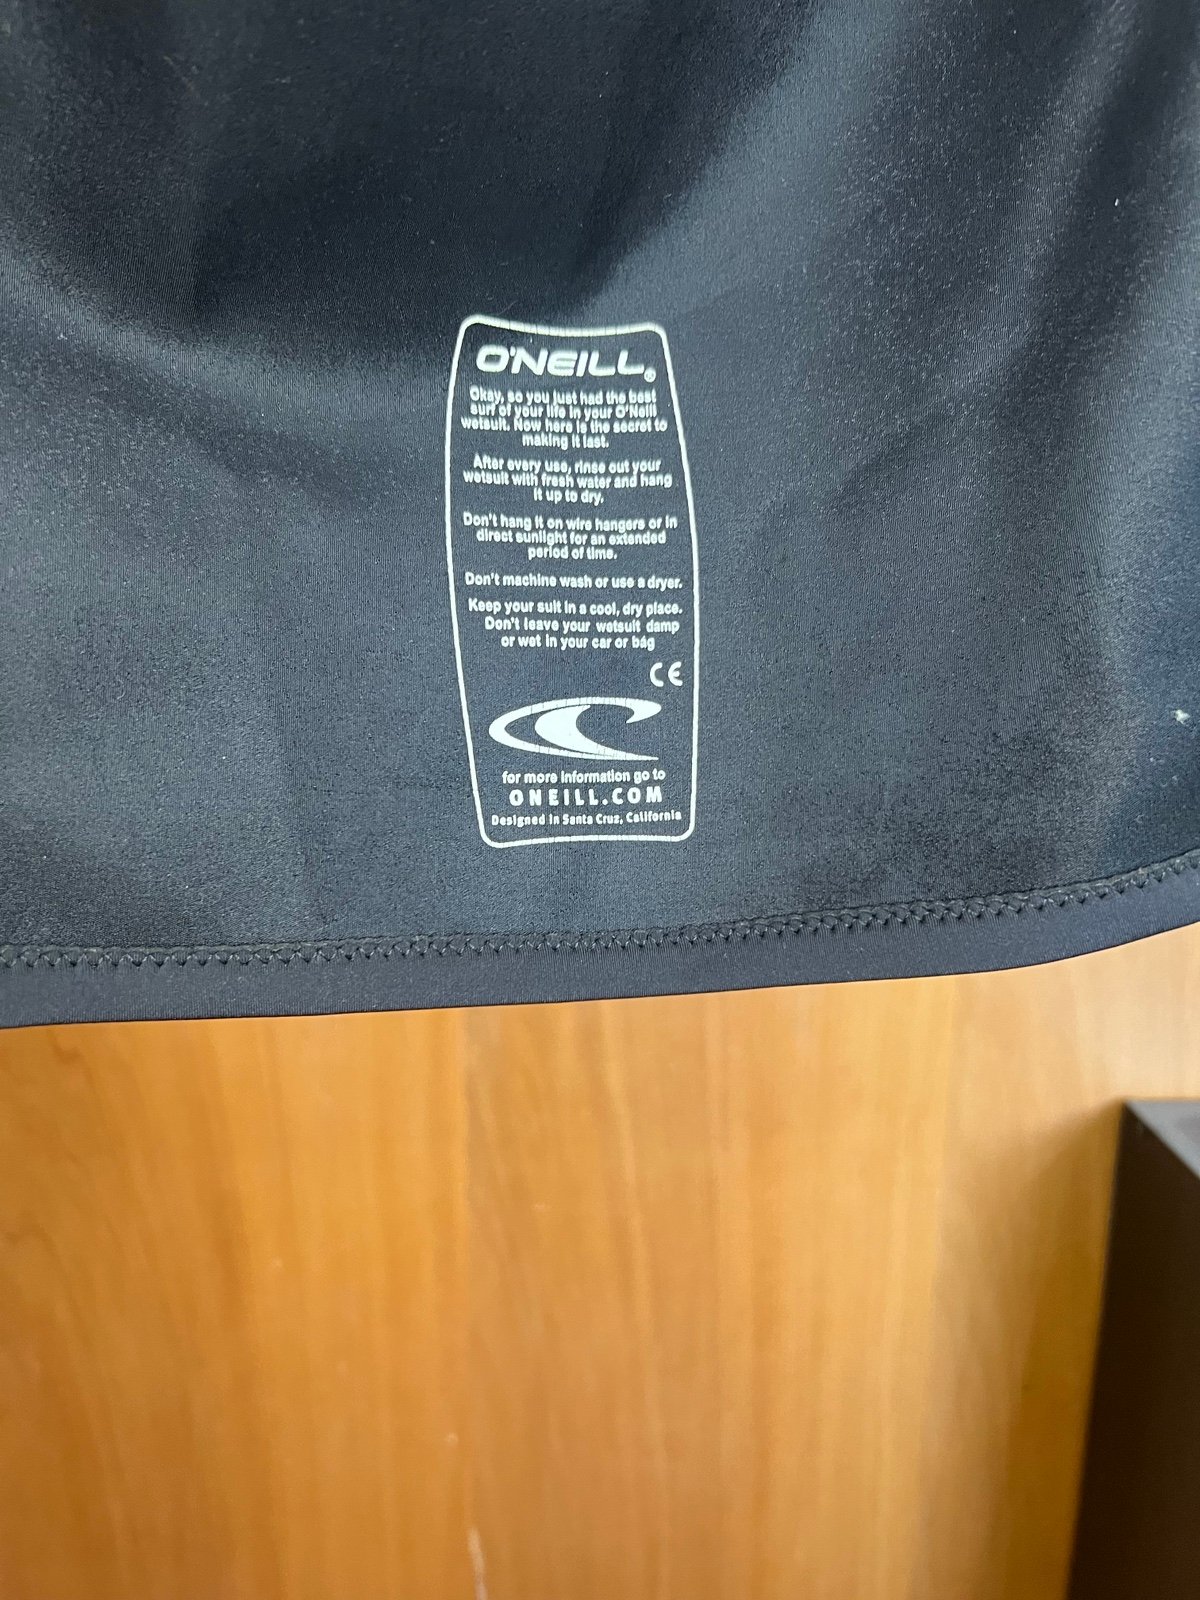 O'NEILL®
Okay, so you just had the best
surf of your life in your O'Neill
wetsuit. Now here is the secret to
making it last.
After every use, rinse out your
wetsuit with fresh water and hang
it up to dry.
Don't hang it on wire hangers or in
direct sunlight for an extended
period of time.
Don't machine wash or use a dryer.
Keep your suit in a cool, dry place.
Don't leave your wetsuit damp
or wet in your car or bag
CE
for more information go to
ONEILL.COM
Designed in Santa Cruz, California